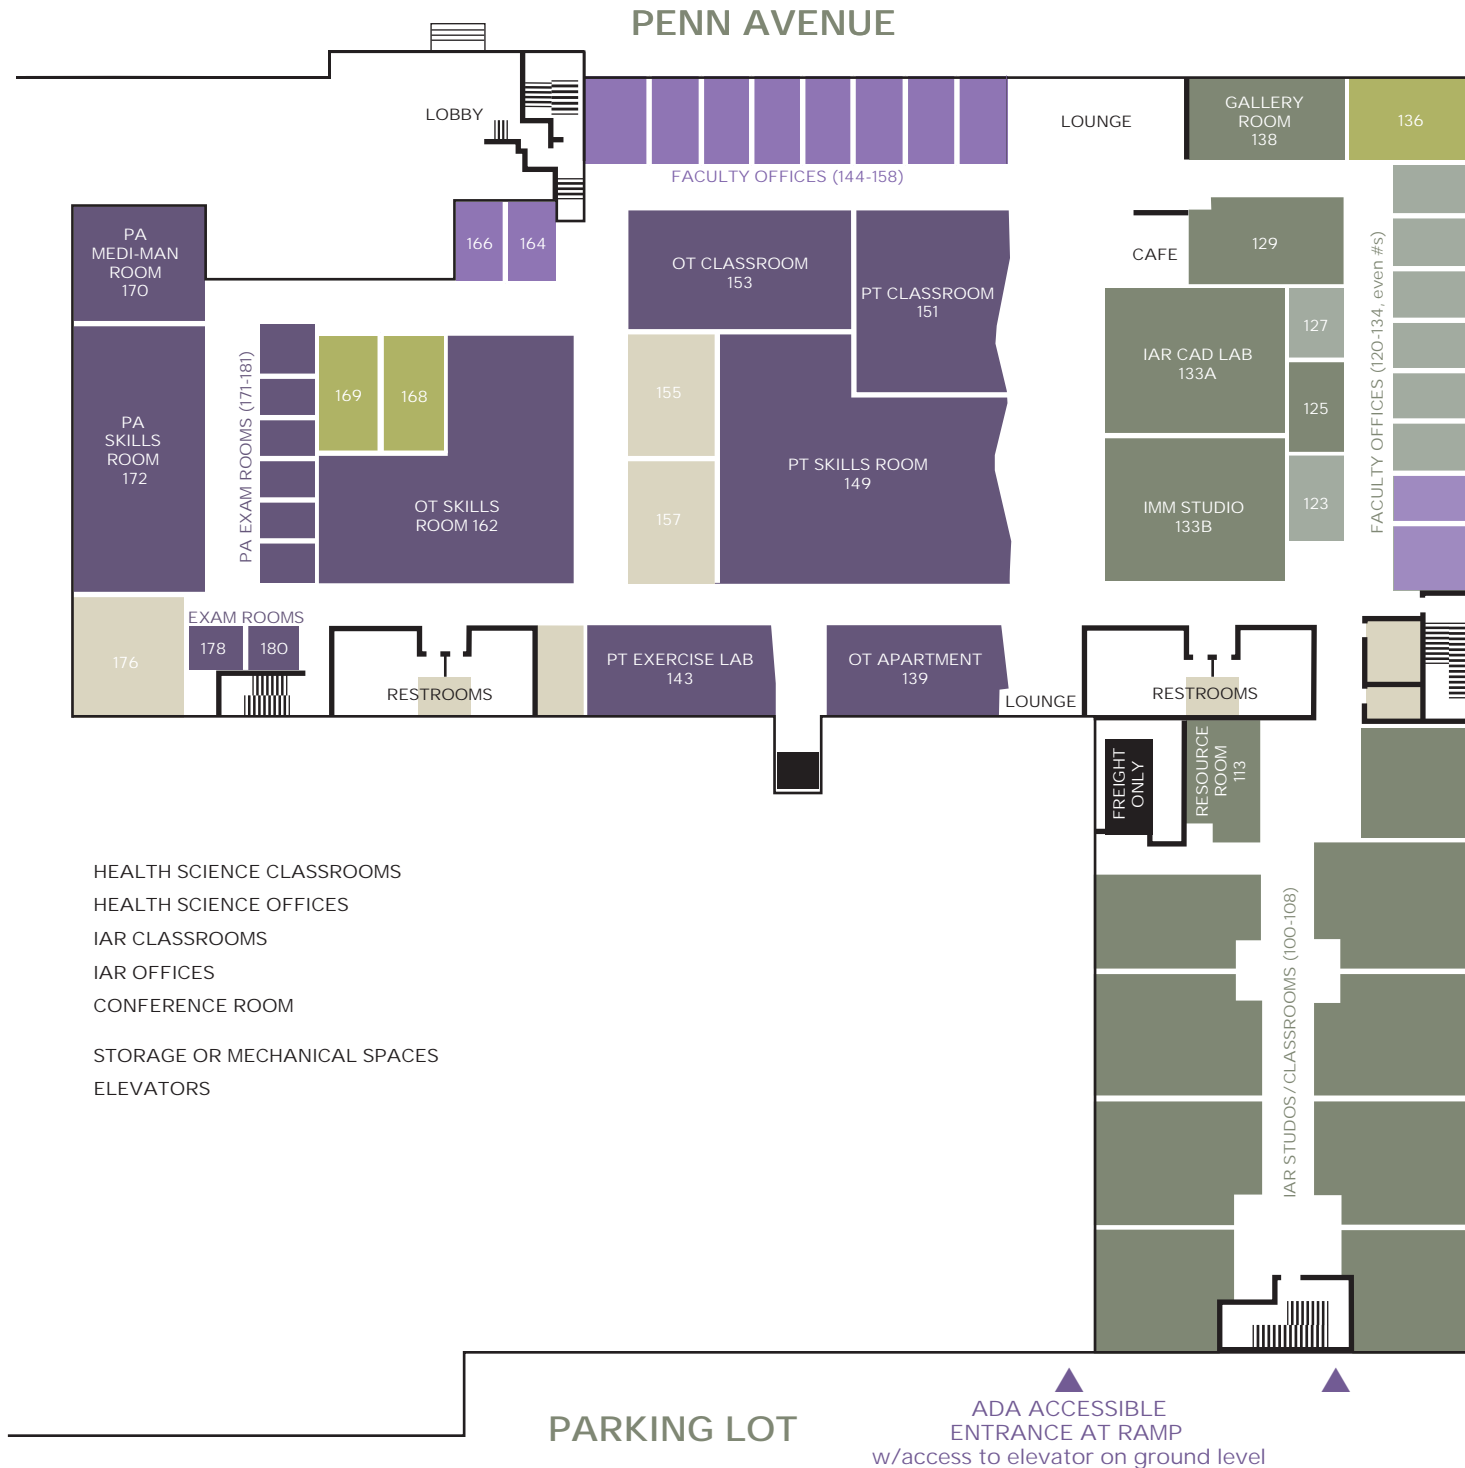 PENN AVENUE
LOBBY
LOUNGE
GALLERY
ROOM
138
136
FACULTY OFFICES (144-158)
PA
MEDI-MAN
ROOM
170
166
164
OT CLASSROOM
153
PT CLASSROOM
151
CAFE
129
FACULTY OFFICES (120-134, even #s)
127
IAR CAD LAB
133A
125
PA EXAM ROOMS (171-181)
169
168
155
PA
SKILLS
ROOM
172
PT SKILLS ROOM
149
OT SKILLS
ROOM 162
157
IMM STUDIO
133B
123
EXAM ROOMS
178
180
176
RESTROOMS
PT EXERCISE LAB
143
OT APARTMENT
139
LOUNGE
RESTROOMS
FREIGHT
ONLY
RESOURCE
ROOM
113
HEALTH SCIENCE CLASSROOMS
HEALTH SCIENCE OFFICES
IAR CLASSROOMS
IAR OFFICES
CONFERENCE ROOM
STORAGE OR MECHANICAL SPACES
ELEVATORS
IAR STUDOS/CLASSROOMS (100-108)
PARKING LOT
ADA ACCESSIBLE
ENTRANCE AT RAMP
w/access to elevator on ground level